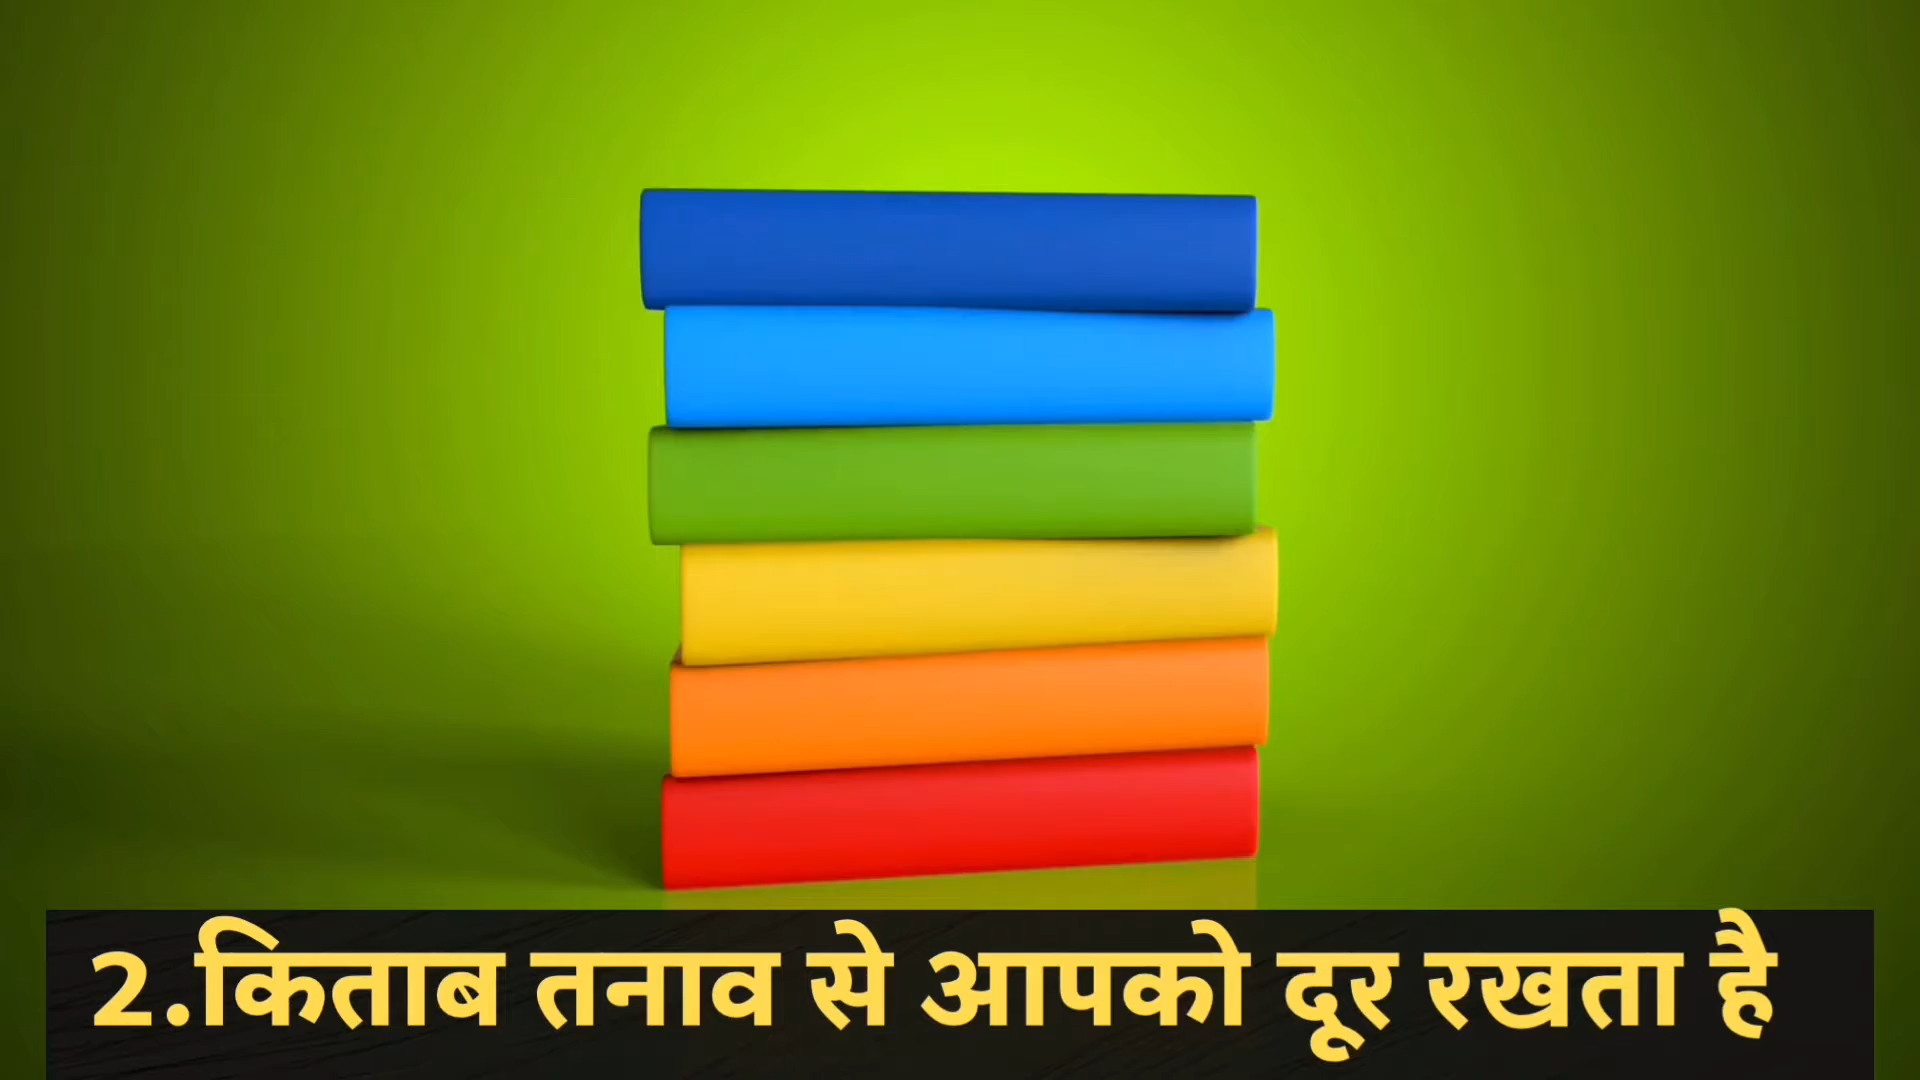 2.किताब तनाव से आपको दूर रखता है